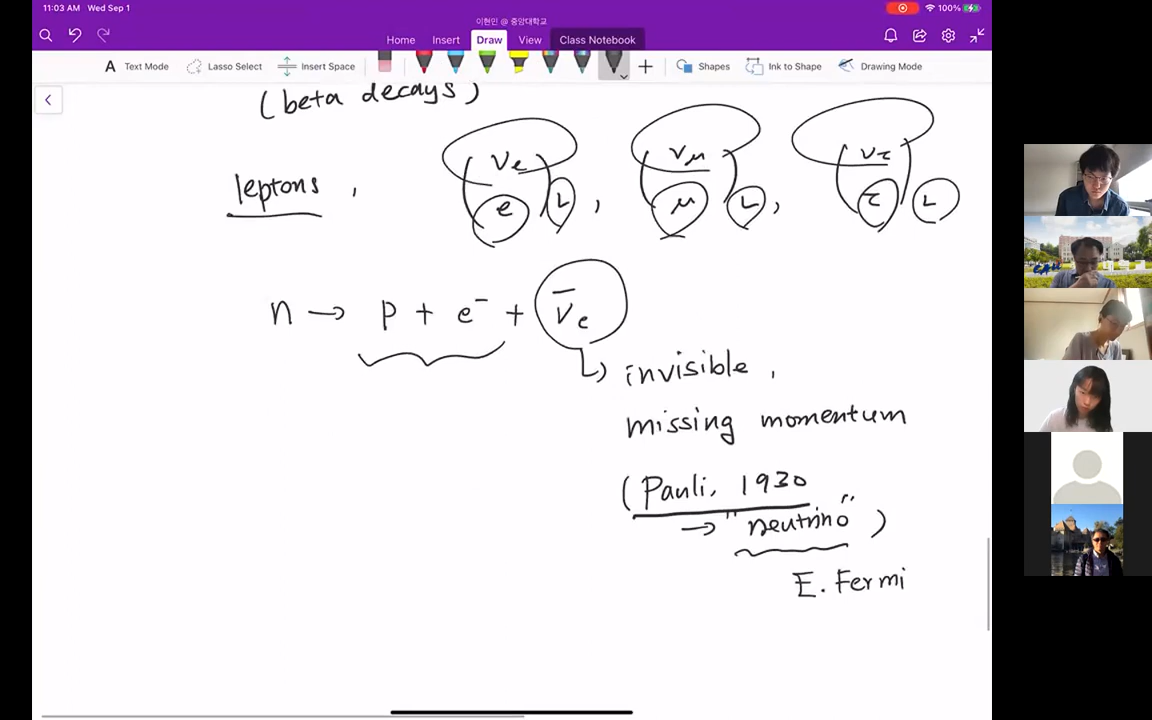 11:03 AM Wed Sep 1
100%
이현민 @ 중앙대학교
Home Insert Draw View Class Notebook
Text Mode Lasso Select Insert Space Shapes Ink to Shape Drawing Mode
(beta decays)
leptons, (νe e)L, (νμ μ)L, (ντ τ)L
n → p + e⁻ + ν̄e
↳ invisible,
missing momentum
(Pauli, 1930
→ "neutrino")
E. Fermi